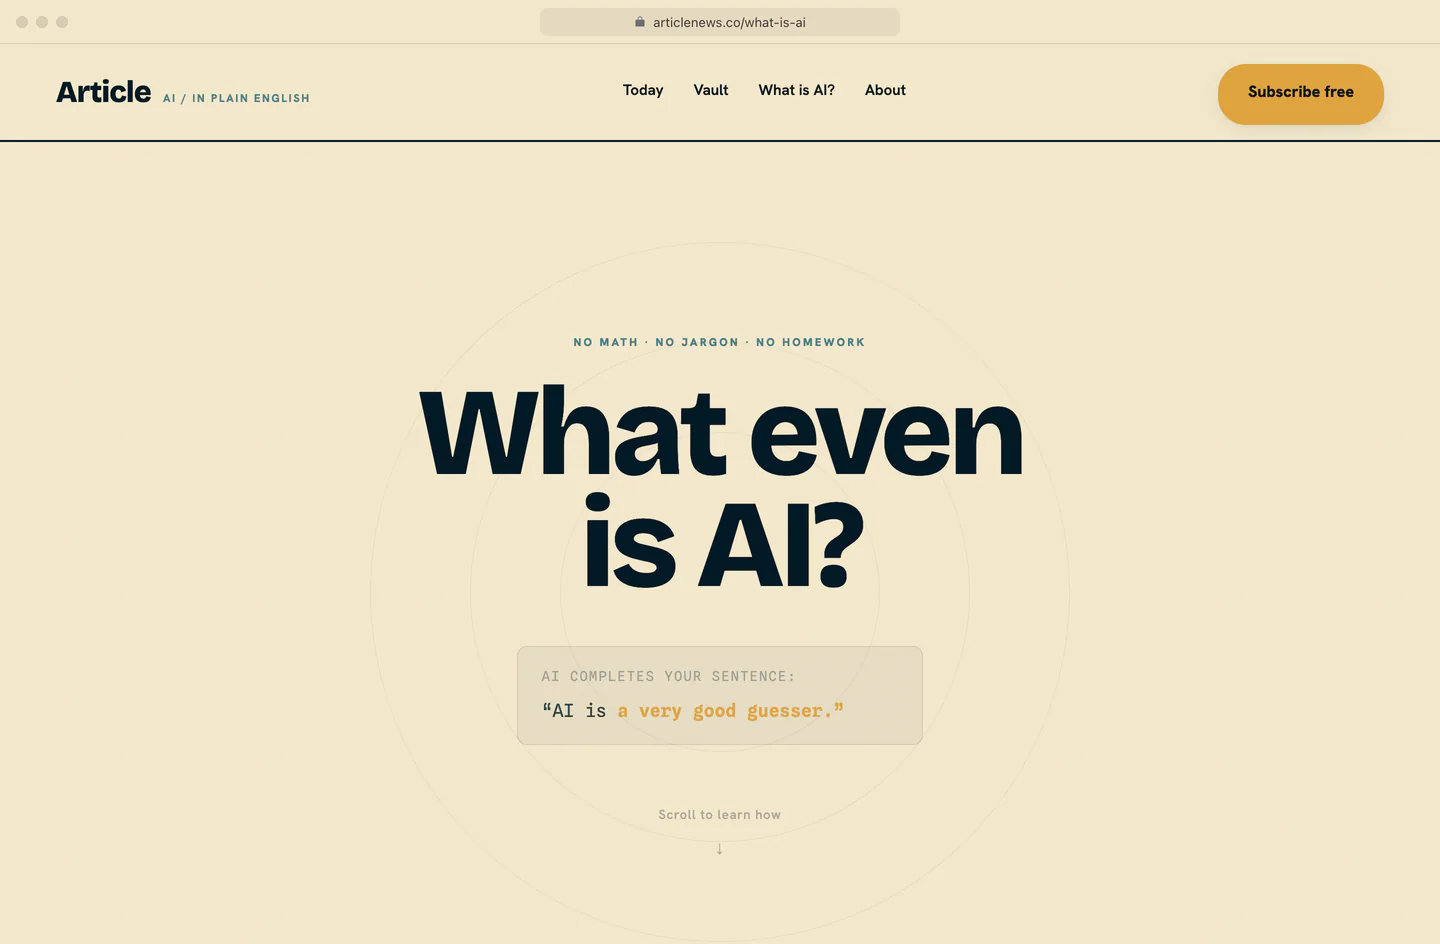 articlenews.co/what-is-ai
Article AI / IN PLAIN ENGLISH
Today Vault What is AI? About
Subscribe free
NO MATH · NO JARGON · NO HOMEWORK
What even
is AI?
AI COMPLETES YOUR SENTENCE:
“AI is a very good guesser.”
Scroll to learn how
↓